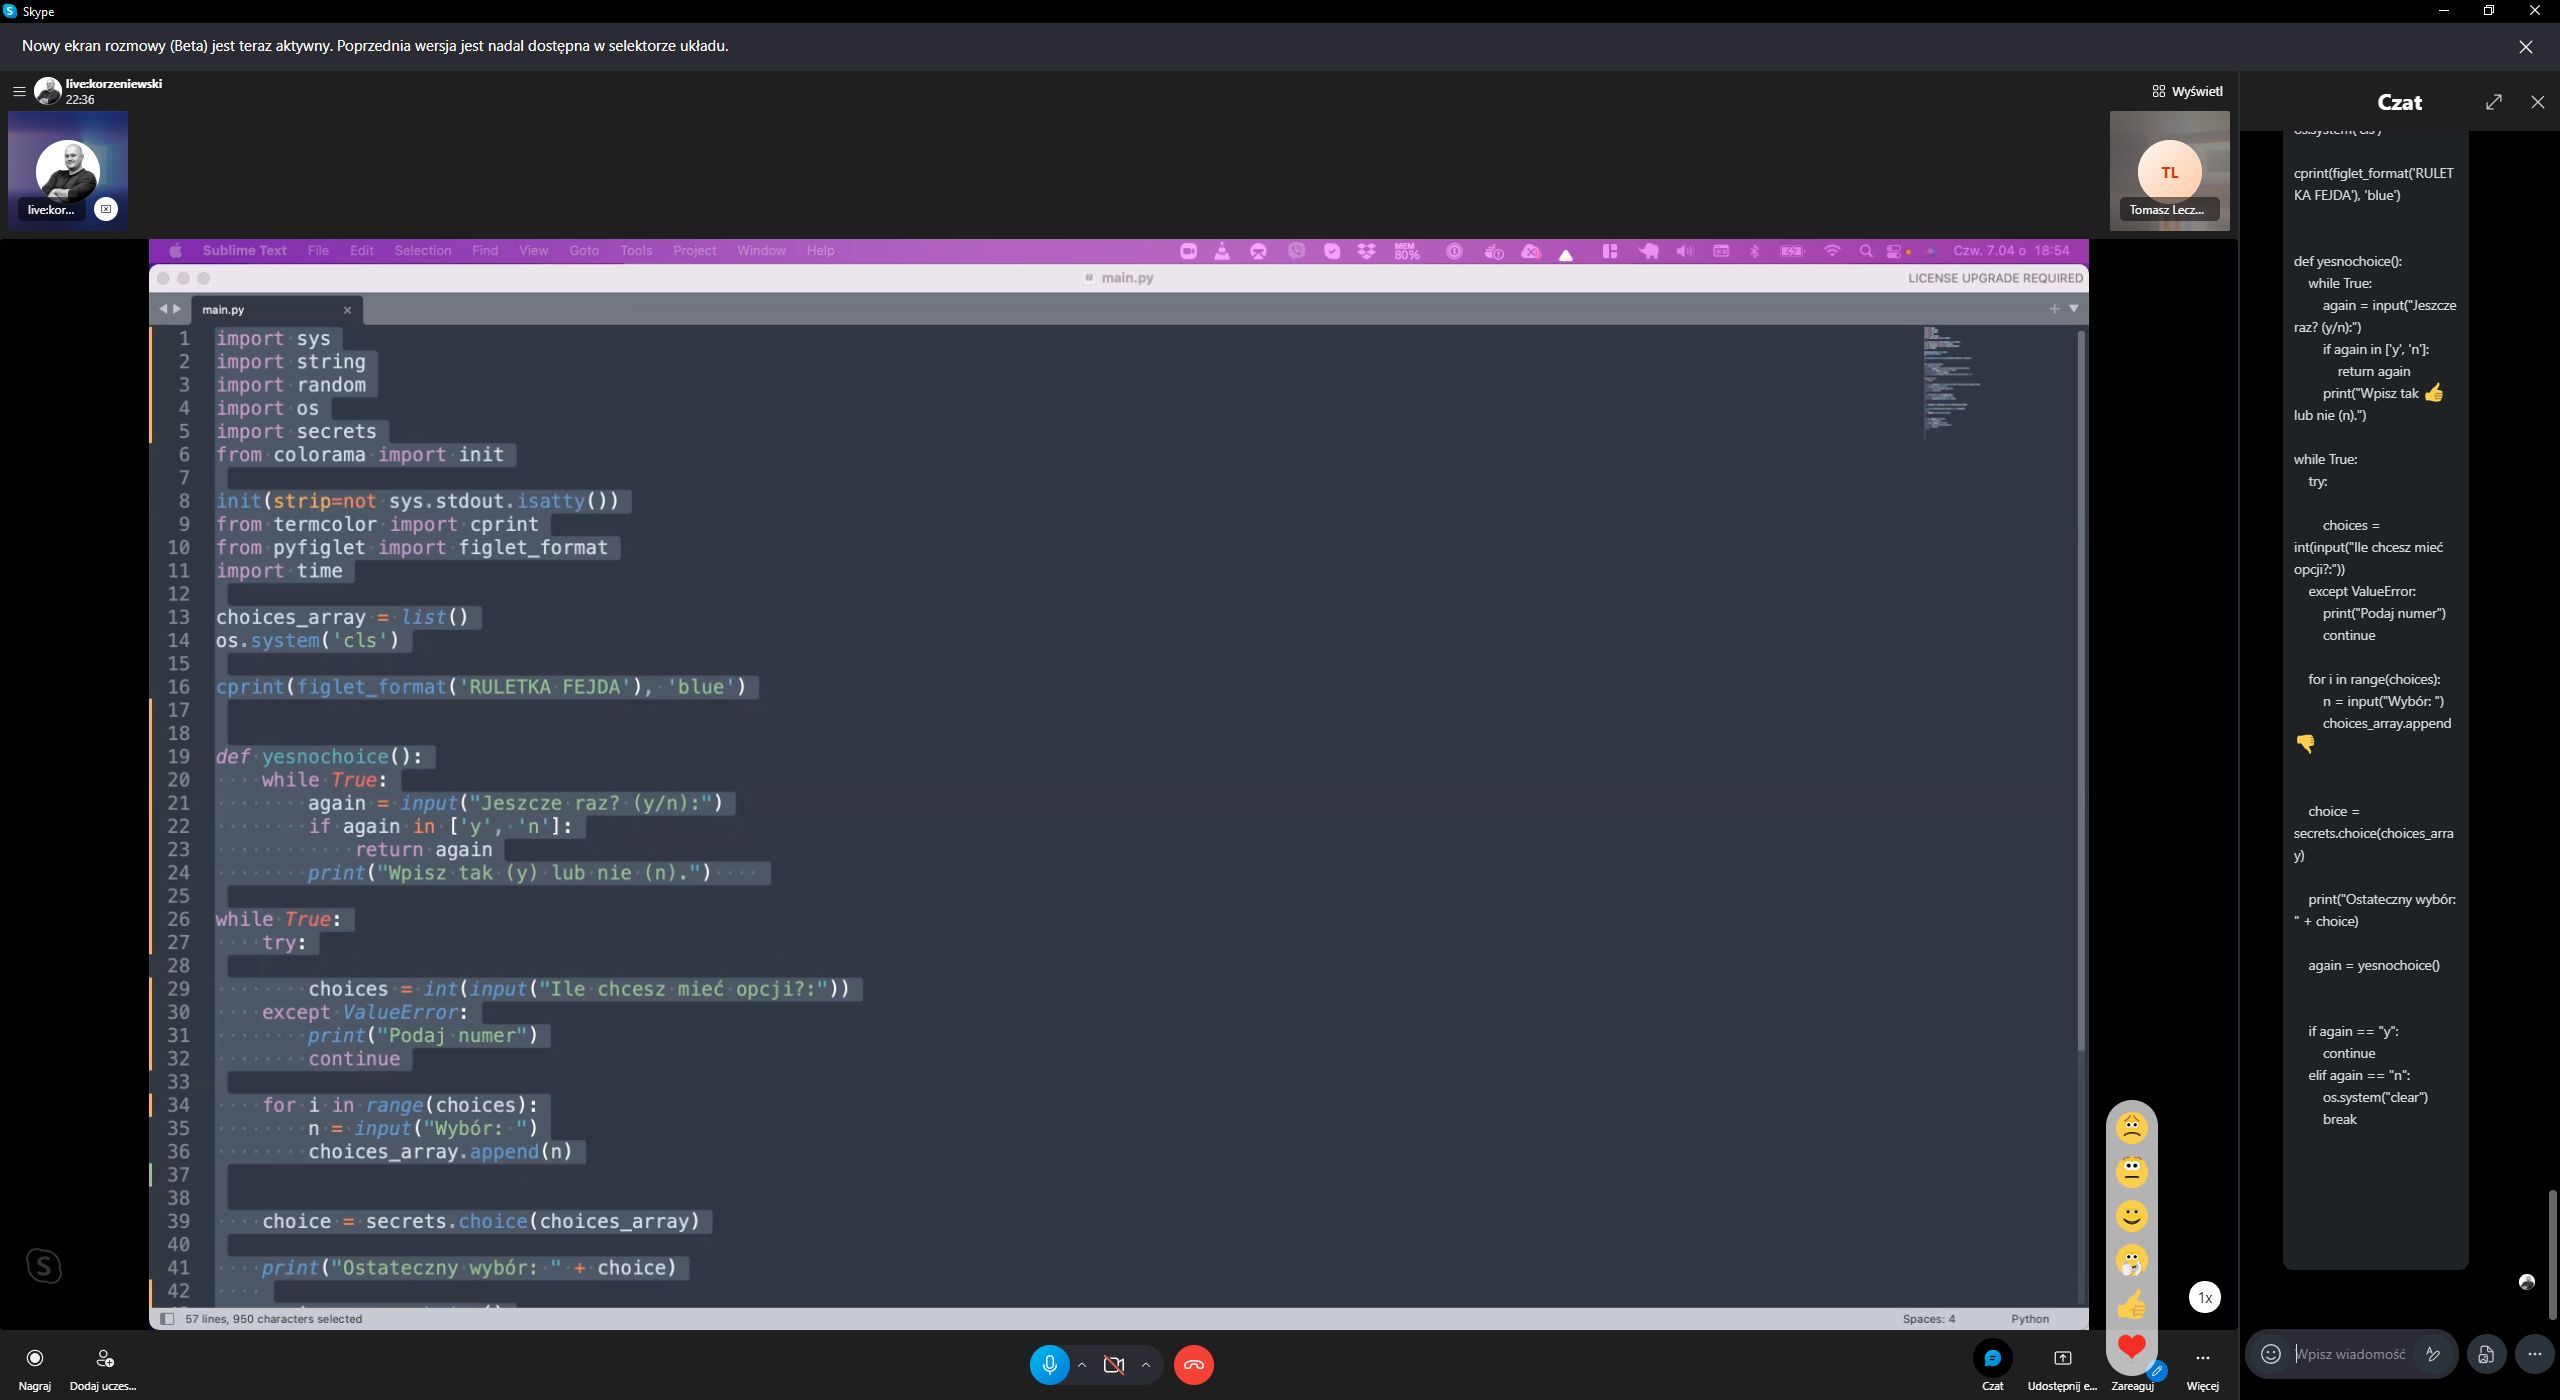 Skype
Nowy ekran rozmowy (Beta) jest teraz aktywny. Poprzednia wersja jest nadal dostępna w selektorze układu.
live:korzeniewski
22:36
Wyświetl
live:kor...
TL
Tomasz Lecz...
Sublime Text File Edit Selection Find View Goto Tools Project Window Help
MEM
80%
Czw. 7.04 o 18:54
main.py
LICENSE UPGRADE REQUIRED
main.py
1 import sys
2 import string
3 import random
4 import os
5 import secrets
6 from colorama import init
7
8 init(strip=not sys.stdout.isatty())
9 from termcolor import cprint
10 from pyfiglet import figlet_format
11 import time
12
13 choices_array = list()
14 os.system('cls')
15
16 cprint(figlet_format('RULETKA FEJDA'), 'blue')
17
18
19 def yesnochoice():
20     while True:
21         again = input("Jeszcze raz? (y/n):")
22         if again in ['y', 'n']:
23             return again
24         print("Wpisz tak (y) lub nie (n).")
25
26 while True:
27     try:
28
29         choices = int(input("Ile chcesz mieć opcji?:"))
30     except ValueError:
31         print("Podaj numer")
32         continue
33
34     for i in range(choices):
35         n = input("Wybór: ")
36         choices_array.append(n)
37
38
39     choice = secrets.choice(choices_array)
40
41     print("Ostateczny wybór: " + choice)
42
57 lines, 950 characters selected
Spaces: 4
Python
Czat
os.system('cls')
cprint(figlet_format('RULET
KA FEJDA'), 'blue')
def yesnochoice():
while True:
again = input("Jeszcze
raz? (y/n):")
if again in ['y', 'n']:
return again
print("Wpisz tak 👍
lub nie (n).")
while True:
try:
choices =
int(input("Ile chcesz mieć
opcji?:"))
except ValueError:
print("Podaj numer")
continue
for i in range(choices):
n = input("Wybór: ")
choices_array.append
👎
choice =
secrets.choice(choices_arra
y)
print("Ostateczny wybór:
" + choice)
again = yesnochoice()
if again == "y":
continue
elif again == "n":
os.system("clear")
break
1x
Nagraj
Dodaj uczes...
Czat
Udostępnij e...
Zareaguj
Więcej
Wpisz wiadomość